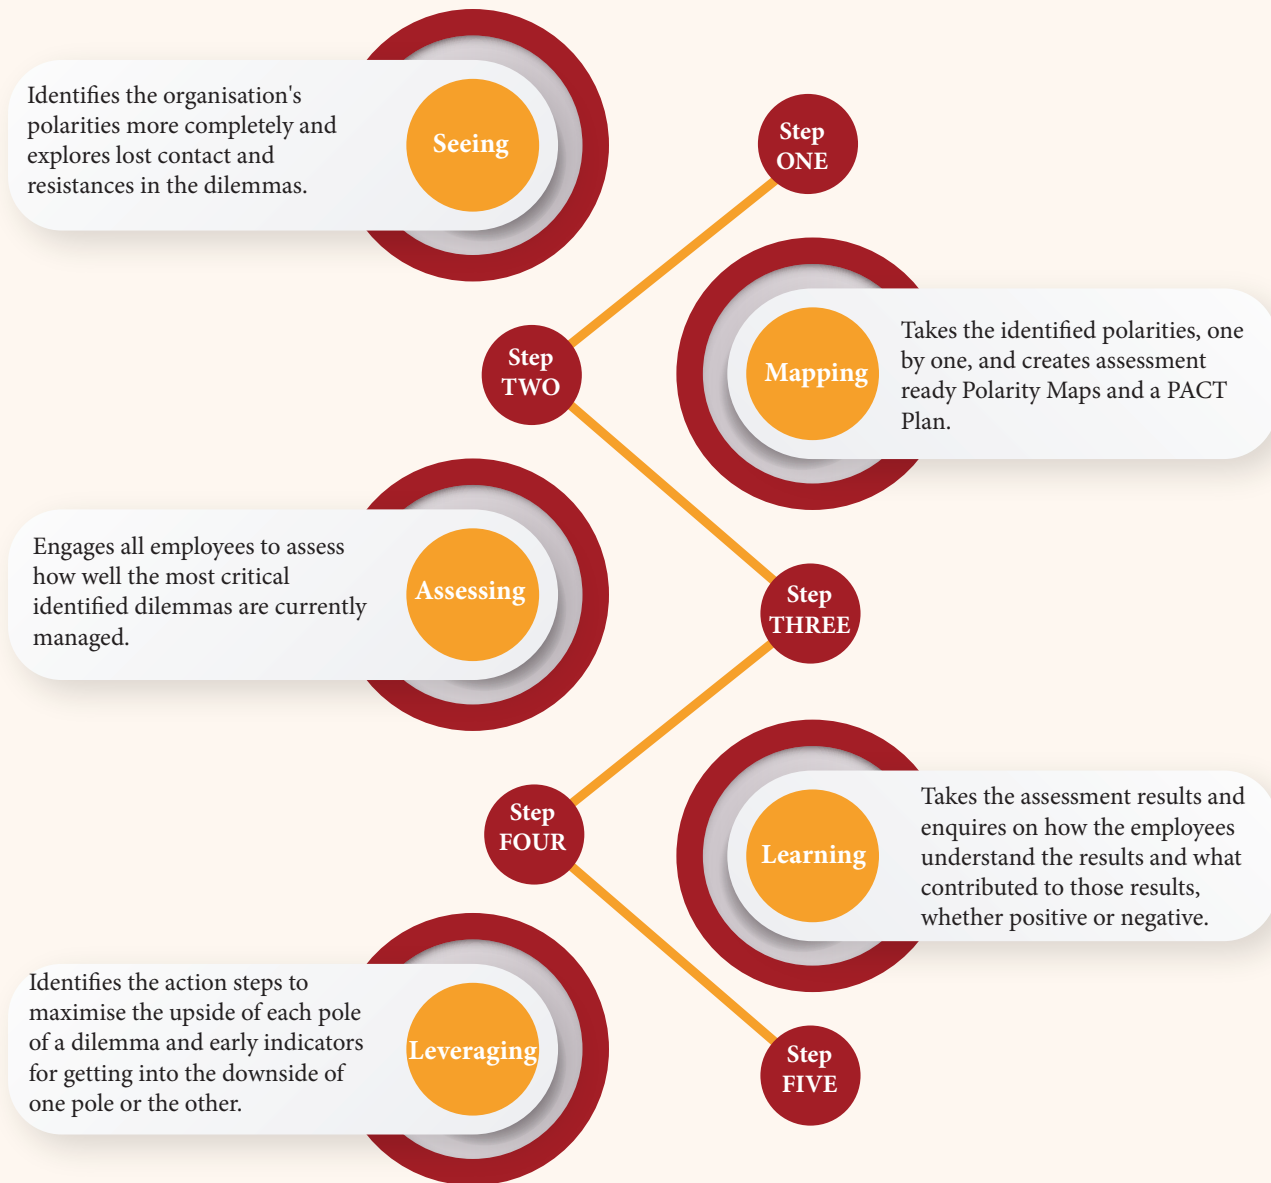 Identifies the organisation's
polarities more completely and
explores lost contact and
resistances in the dilemmas.
Seeing
Step
ONE
Step
TWO
Mapping
Takes the identified polarities, one
by one, and creates assessment
ready Polarity Maps and a PACT
Plan.
Engages all employees to assess
how well the most critical
identified dilemmas are currently
managed.
Assessing
Step
THREE
Step
FOUR
Learning
Takes the assessment results and
enquires on how the employees
understand the results and what
contributed to those results,
whether positive or negative.
Identifies the action steps to
maximise the upside of each pole
of a dilemma and early indicators
for getting into the downside of
one pole or the other.
Leveraging
Step
FIVE